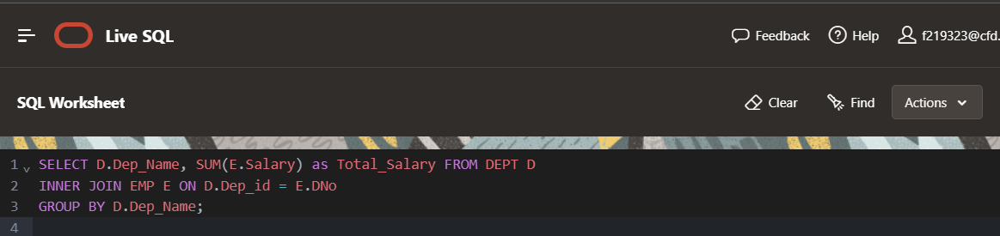 Live SQL
Feedback
Help
f219323@cfd.
SQL Worksheet
Clear
Find
Actions
1 SELECT D.Dep_Name, SUM(E.Salary) as Total_Salary FROM DEPT D
2 INNER JOIN EMP E ON D.Dep_id = E.DNo
3 GROUP BY D.Dep_Name;
4